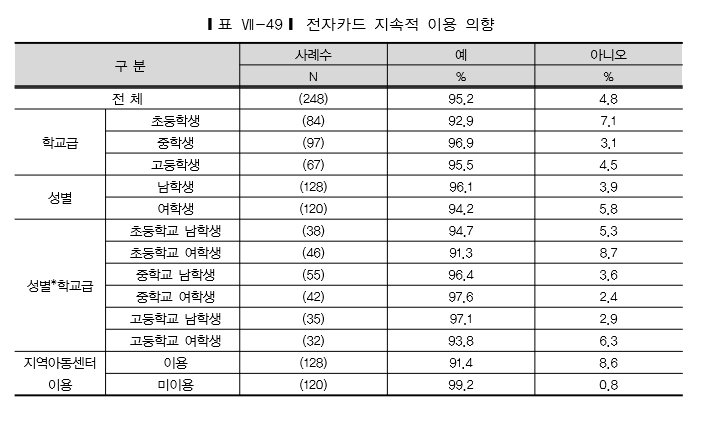 ┃표 Ⅶ-49┃ 전자카드 지속적 이용 의향
구 분 사례수 예 아니오
N % %
전 체 (248) 95.2 4.8
학교급 초등학생 (84) 92.9 7.1
중학생 (97) 96.9 3.1
고등학생 (67) 95.5 4.5
성별 남학생 (128) 96.1 3.9
여학생 (120) 94.2 5.8
성별*학교급 초등학교 남학생 (38) 94.7 5.3
초등학교 여학생 (46) 91.3 8.7
중학교 남학생 (55) 96.4 3.6
중학교 여학생 (42) 97.6 2.4
고등학교 남학생 (35) 97.1 2.9
고등학교 여학생 (32) 93.8 6.3
지역아동센터 이용 (128) 91.4 8.6
이용 미이용 (120) 99.2 0.8